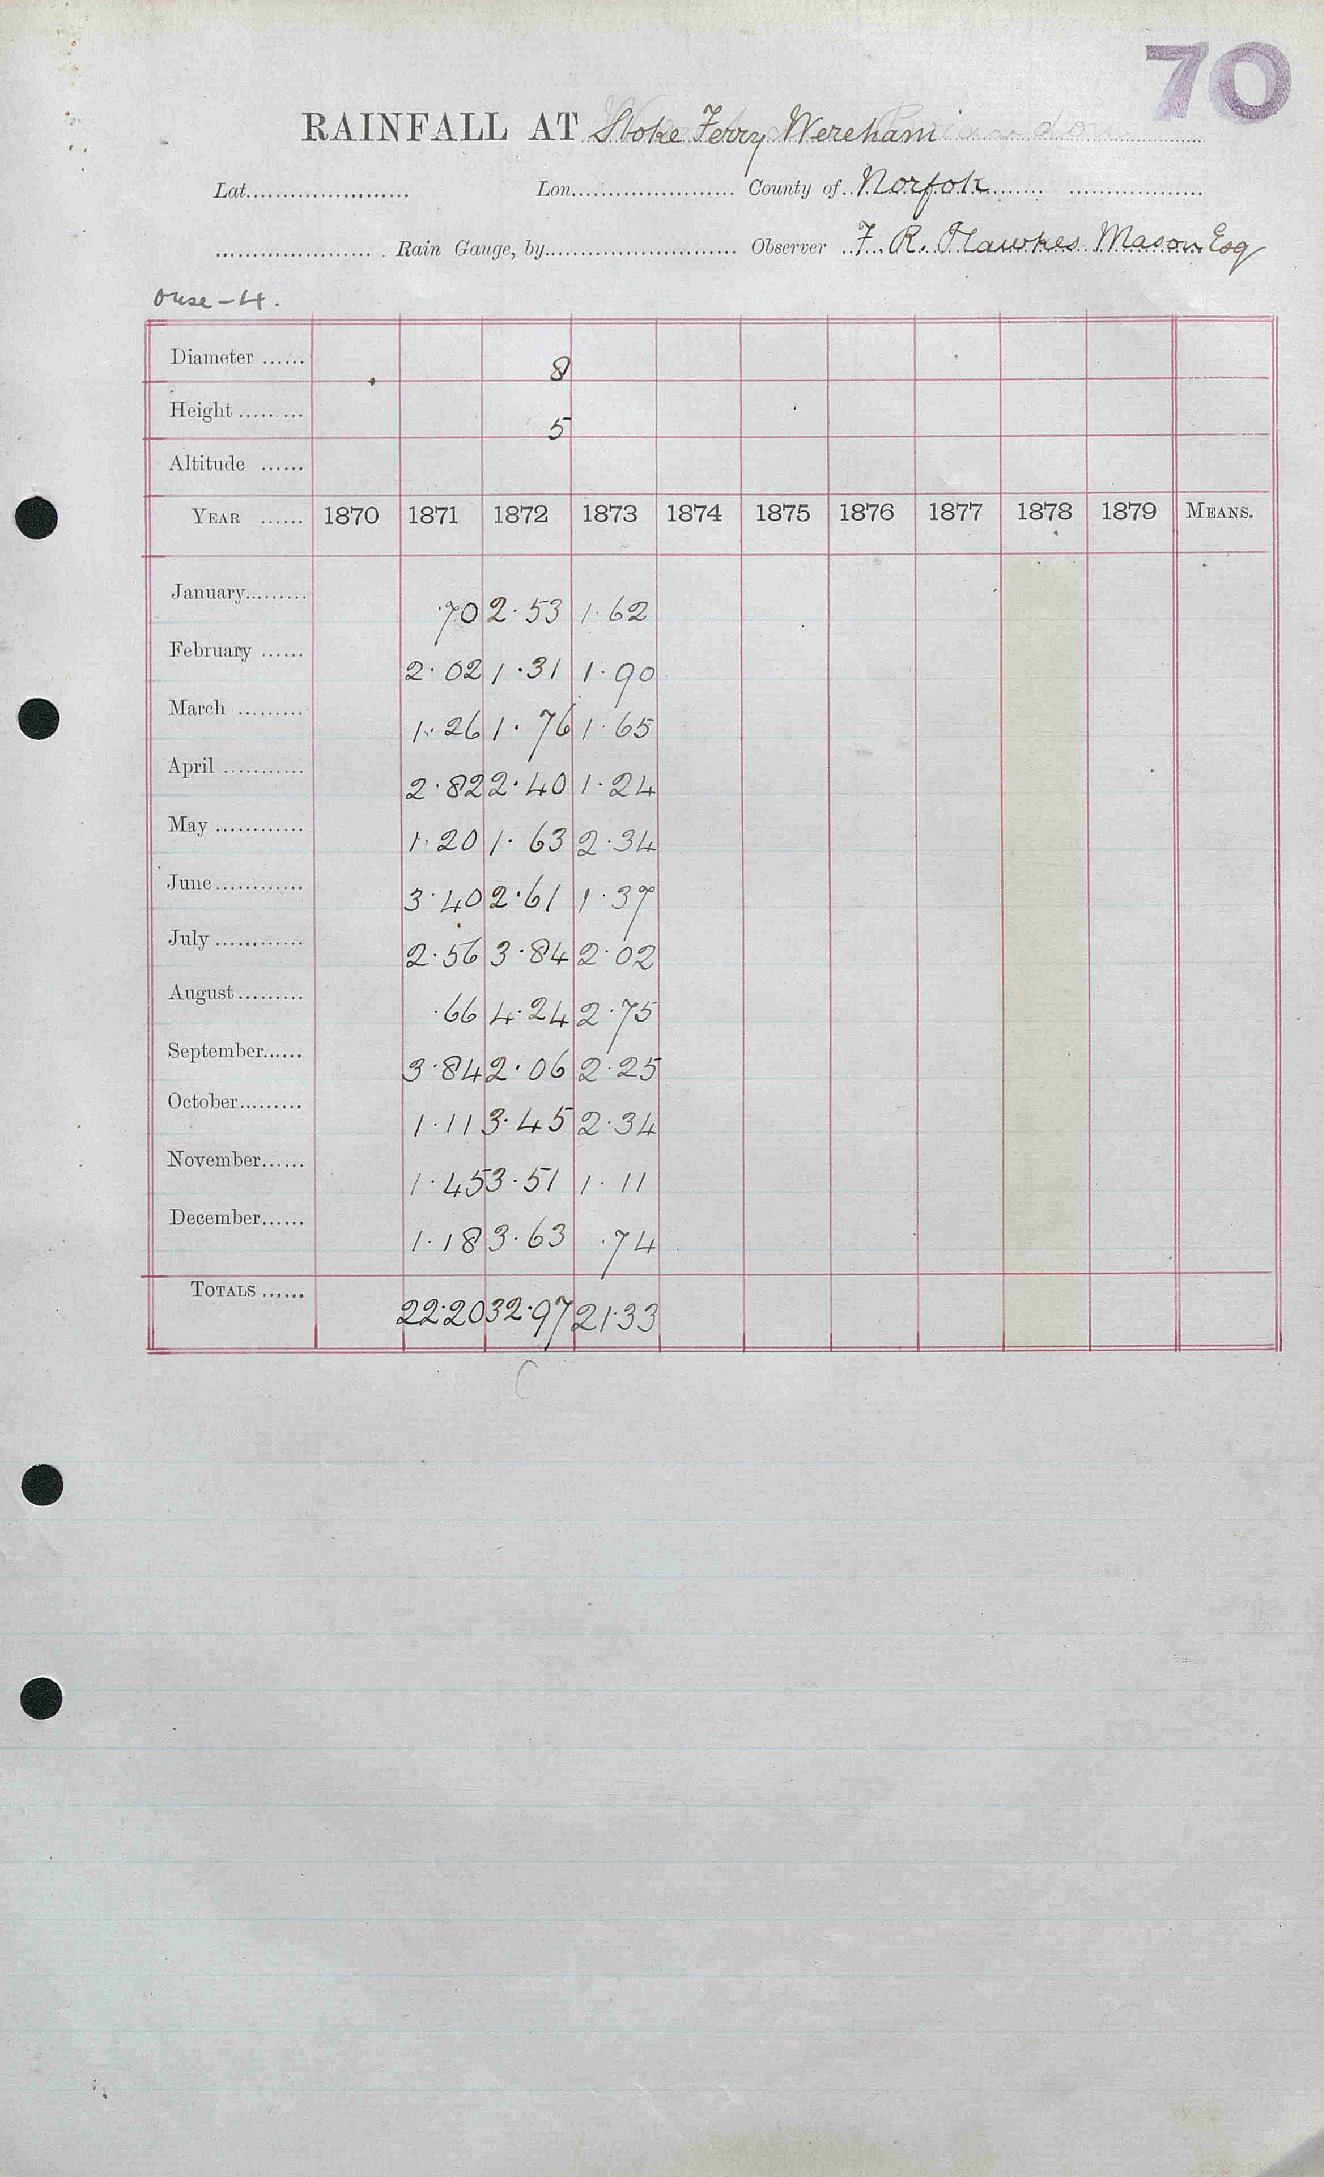 70
RAINFALL AT Stoke Ferry Wereham
Lat...................... Lon...................... County of Norfolk
...................... Rain Gauge, by.......................... Observer F. R. Hawkes Mason Esq
Ouse - 4.
Diameter ...... 8
Height ......... 5
Altitude ......
YEAR ...... 1870 1871 1872 1873 1874 1875 1876 1877 1878 1879 MEANS.
January......... ·70 2·53 1·62
February ...... 2·02 1·31 1·90
March ......... 1·26 1·76 1·65
April ........... 2·82 2·40 1·24
May ............ 1·20 1·63 2·34
June............ 3·40 2·61 1·37
July ............ 2·56 3·84 2·02
August......... ·66 4·24 2·75
September...... 3·84 2·06 2·25
October......... 1·11 3·45 2·34
November...... 1·45 3·51 1·11
December...... 1·18 3·63 ·74
TOTALS ...... 22·20 32·97 21·33